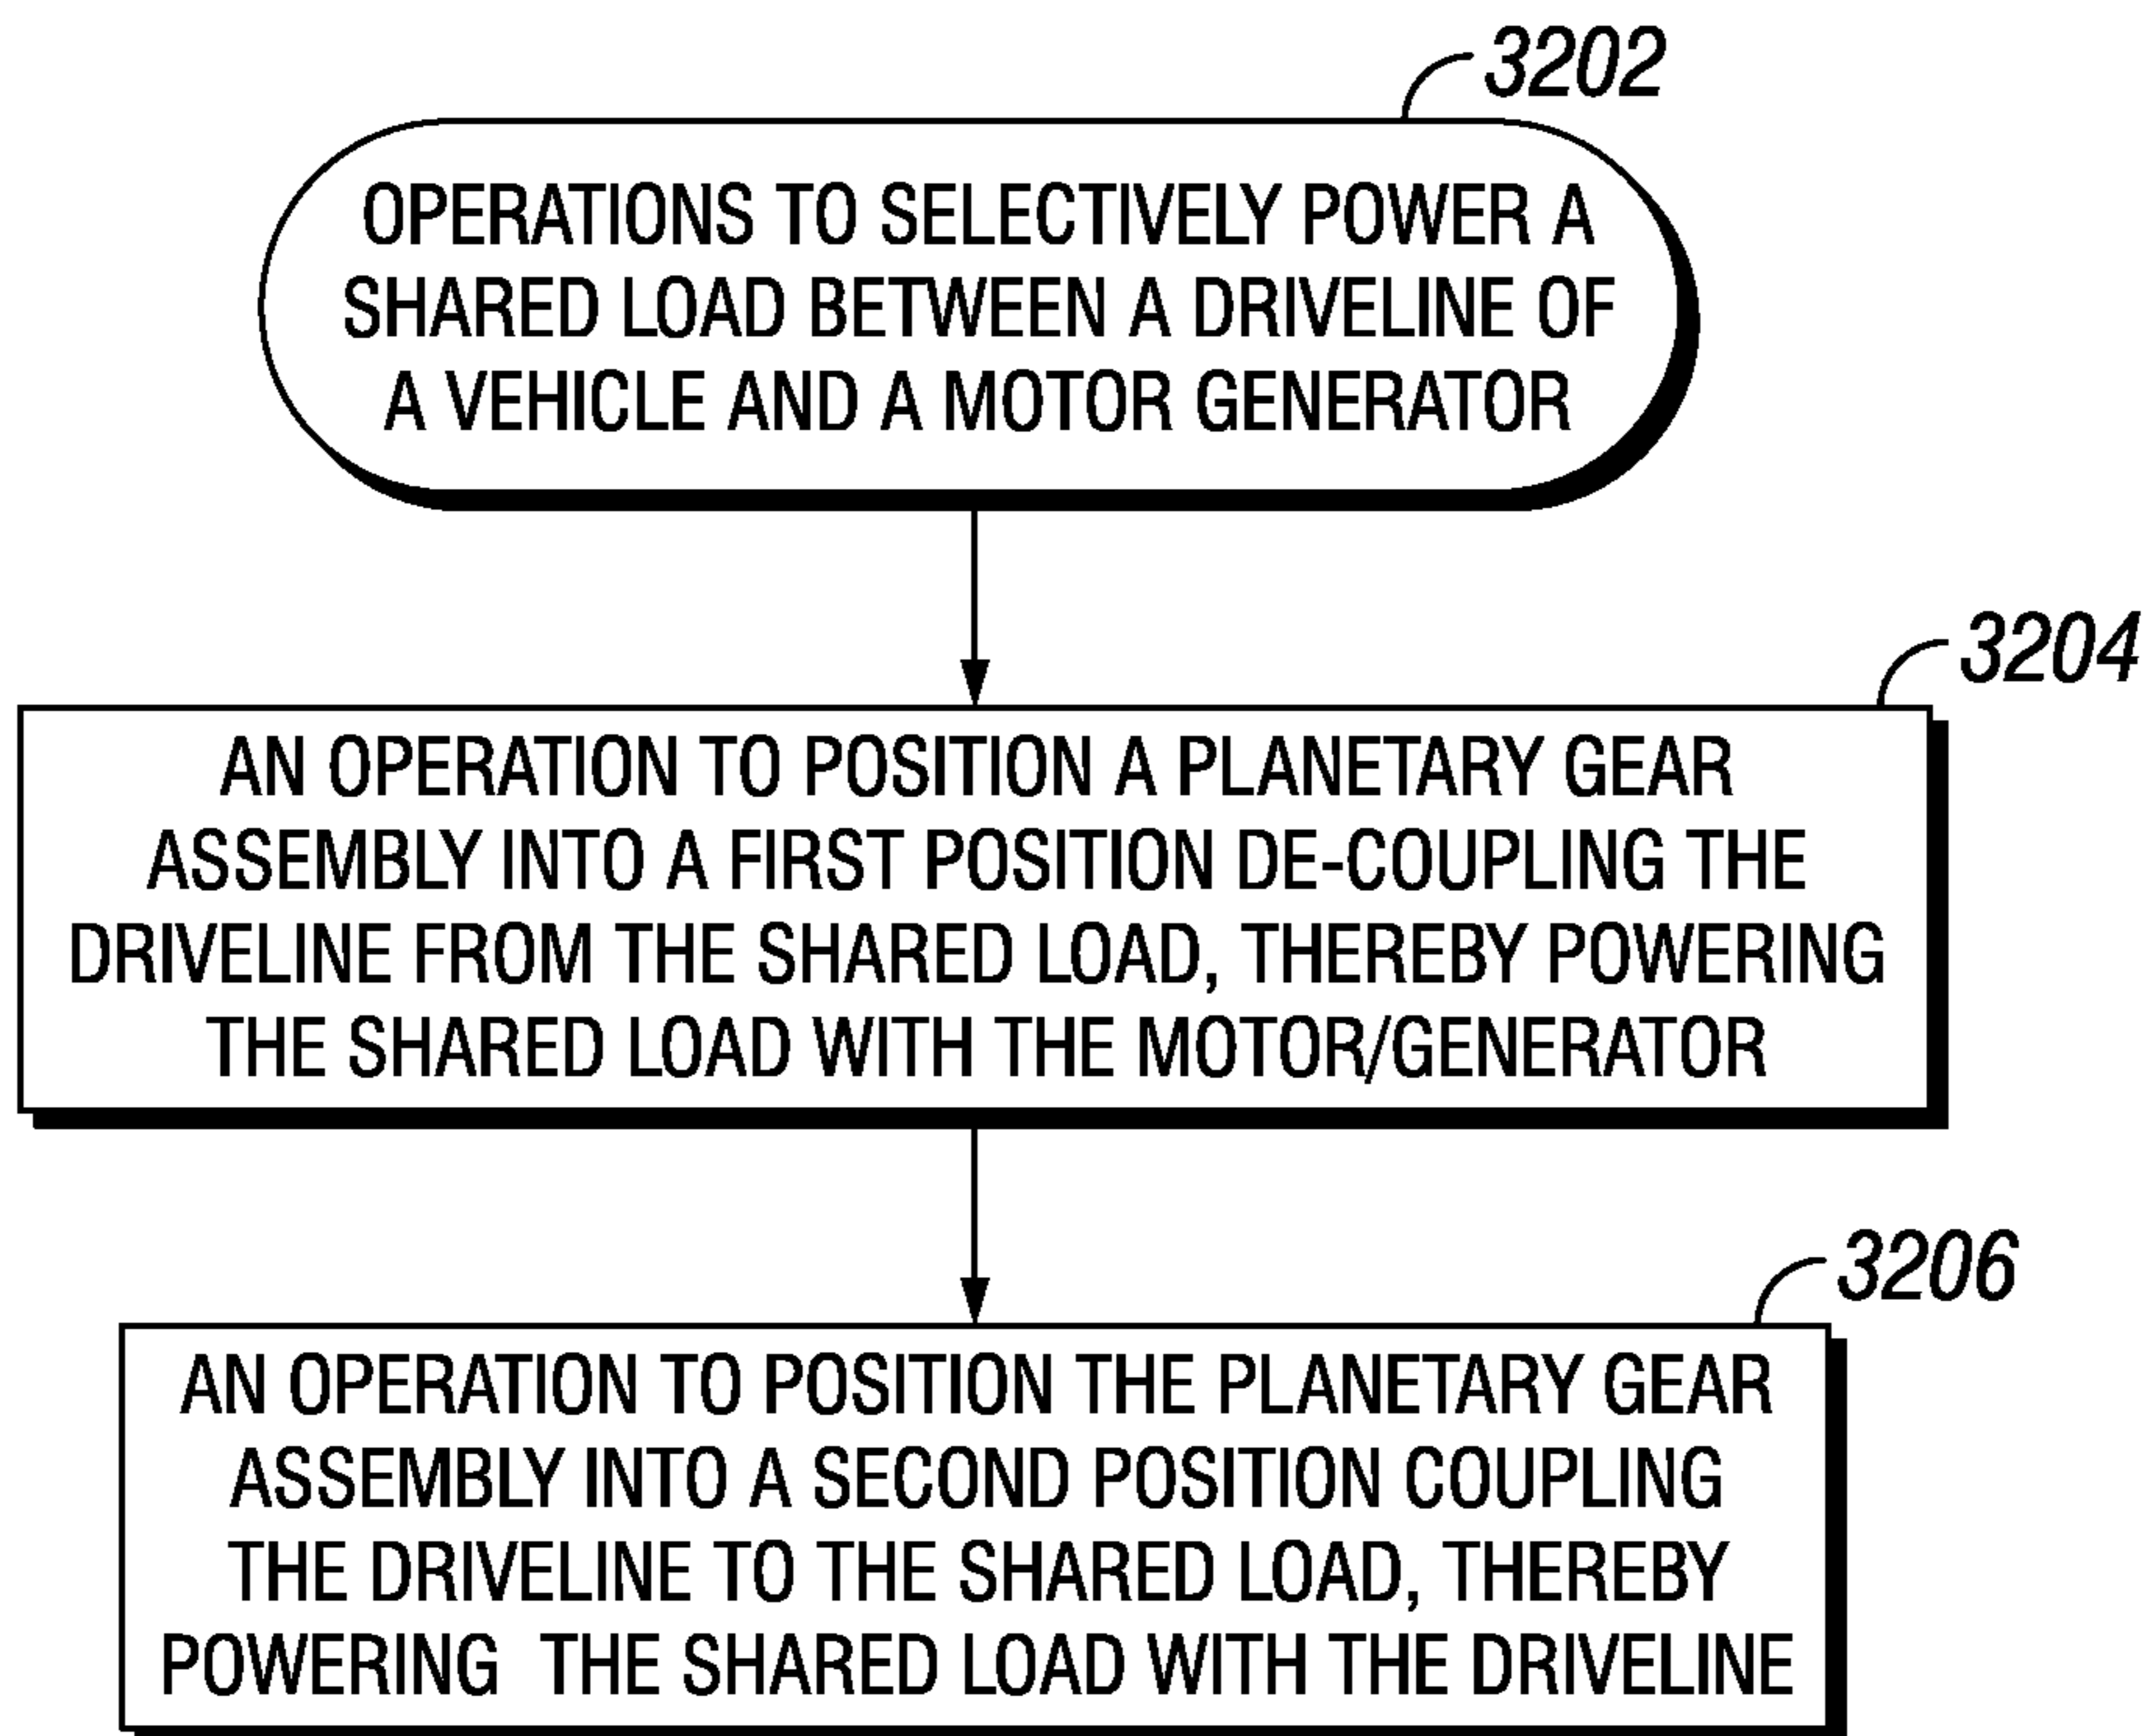 3202
OPERATIONS TO SELECTIVELY POWER A
SHARED LOAD BETWEEN A DRIVELINE OF
A VEHICLE AND A MOTOR GENERATOR
3204
AN OPERATION TO POSITION A PLANETARY GEAR
ASSEMBLY INTO A FIRST POSITION DE-COUPLING THE
DRIVELINE FROM THE SHARED LOAD, THEREBY POWERING
THE SHARED LOAD WITH THE MOTOR/GENERATOR
3206
AN OPERATION TO POSITION THE PLANETARY GEAR
ASSEMBLY INTO A SECOND POSITION COUPLING
THE DRIVELINE TO THE SHARED LOAD, THEREBY
POWERING THE SHARED LOAD WITH THE DRIVELINE